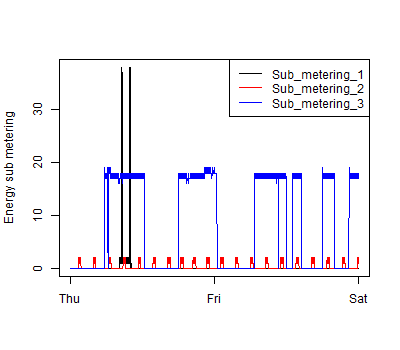 Sub_metering_1
Sub_metering_2
Sub_metering_3
Energy sub metering
30
20
10
0
Thu Fri Sat